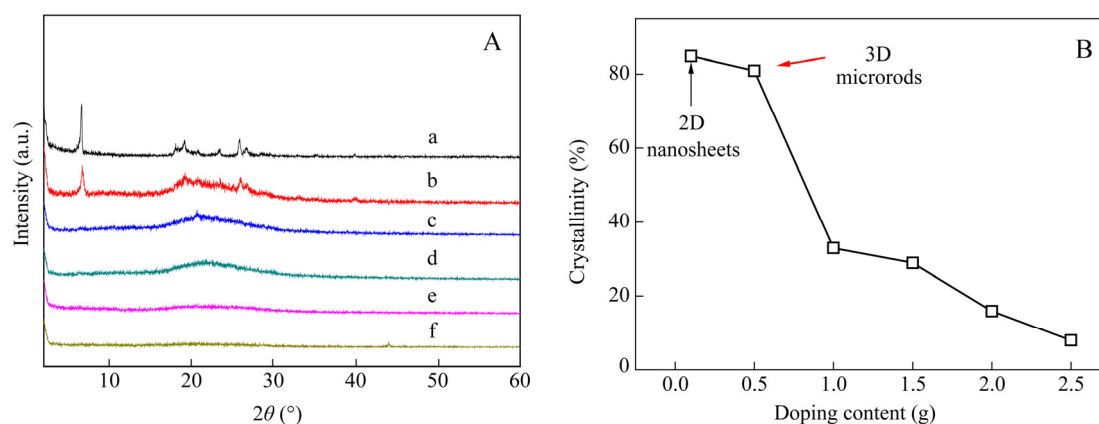 A
a
b
c
d
e
f
Intensity (a.u.)
10 20 30 40 50 60
2θ (°)
B
3D
microrods
2D
nanosheets
80
60
40
20
0
Crystallinity (%)
0.0 0.5 1.0 1.5 2.0 2.5
Doping content (g)